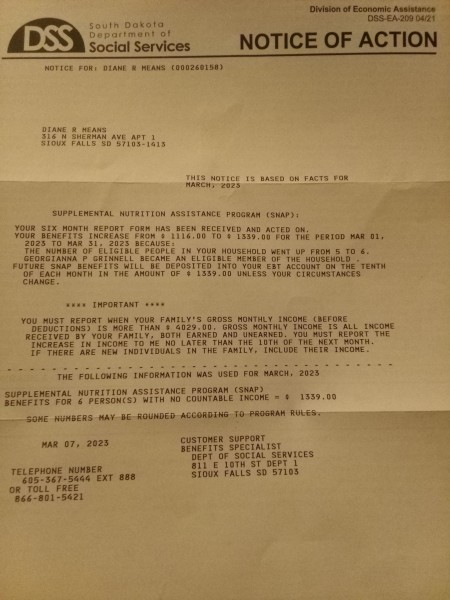 Division of Economic Assistance
DSS-EA-209 04/21
DSS
South Dakota
Department of
Social Services
NOTICE OF ACTION
NOTICE FOR: DIANE R MEANS (000260158)
DIANE R MEANS
316 N SHERMAN AVE APT 1
SIOUX FALLS SD 57103-1413
THIS NOTICE IS BASED ON FACTS FOR
MARCH, 2023
SUPPLEMENTAL NUTRITION ASSISTANCE PROGRAM (SNAP):
YOUR SIX MONTH REPORT FORM HAS BEEN RECEIVED AND ACTED ON.
YOUR BENEFITS INCREASE FROM $ 1116.00 TO $ 1339.00 FOR THE PERIOD MAR 01,
2023 TO MAR 31, 2023 BECAUSE:
THE NUMBER OF ELIGIBLE PEOPLE IN YOUR HOUSEHOLD WENT UP FROM 5 TO 6.
GEORGIANNA P GRINNELL BECAME AN ELIGIBLE MEMBER OF THE HOUSEHOLD .
FUTURE SNAP BENEFITS WILL BE DEPOSITED INTO YOUR EBT ACCOUNT ON THE TENTH
OF EACH MONTH IN THE AMOUNT OF $ 1339.00 UNLESS YOUR CIRCUMSTANCES
CHANGE.
**** IMPORTANT ****
YOU MUST REPORT WHEN YOUR FAMILY'S GROSS MONTHLY INCOME (BEFORE
DEDUCTIONS) IS MORE THAN $ 4029.00. GROSS MONTHLY INCOME IS ALL INCOME
RECEIVED BY YOUR FAMILY, BOTH EARNED AND UNEARNED. YOU MUST REPORT THE
INCREASE IN INCOME TO ME NO LATER THAN THE 10TH OF THE NEXT MONTH.
IF THERE ARE NEW INDIVIDUALS IN THE FAMILY, INCLUDE THEIR INCOME.
THE FOLLOWING INFORMATION WAS USED FOR MARCH, 2023
SUPPLEMENTAL NUTRITION ASSISTANCE PROGRAM (SNAP)
BENEFITS FOR 6 PERSON(S) WITH NO COUNTABLE INCOME = $ 1339.00
SOME NUMBERS MAY BE ROUNDED ACCORDING TO PROGRAM RULES.
MAR 07, 2023
CUSTOMER SUPPORT
BENEFITS SPECIALIST
DEPT OF SOCIAL SERVICES
811 E 10TH ST DEPT 1
SIOUX FALLS SD 57103
TELEPHONE NUMBER
605-367-5444 EXT 888
OR TOLL FREE
866-801-5421